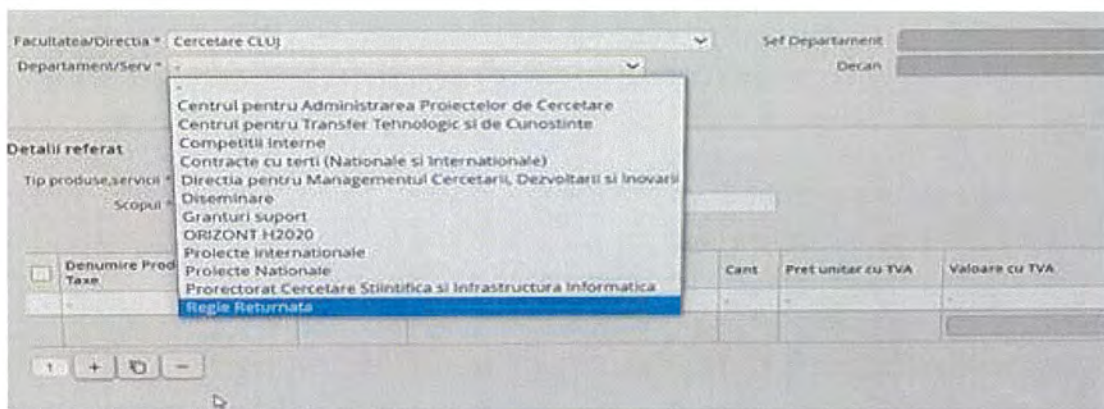 Facultatea/Directia * Cercetare CLUJ Sef Departament
Departament/Serv * - Decan
-
Centrul pentru Administrarea Proiectelor de Cercetare
Centrul pentru Transfer Tehnologic si de Cunostinte
Competitii Interne
Detalii referat
Contracte cu terti (Nationale si Internationale)
Tip produse,servicii * Directia pentru Managementul Cercetarii, Dezvoltarii si Inovarii
Scopul * Diseminare
Granturi suport
ORIZONT H2020
Proiecte Internationale
Proiecte Nationale
Prorectorat Cercetare Stiintifica si Infrastructura Informatica
Regie Returnata
Denumire Prod
Taxe
Cant Pret unitar cu TVA Valoare cu TVA
1 + −